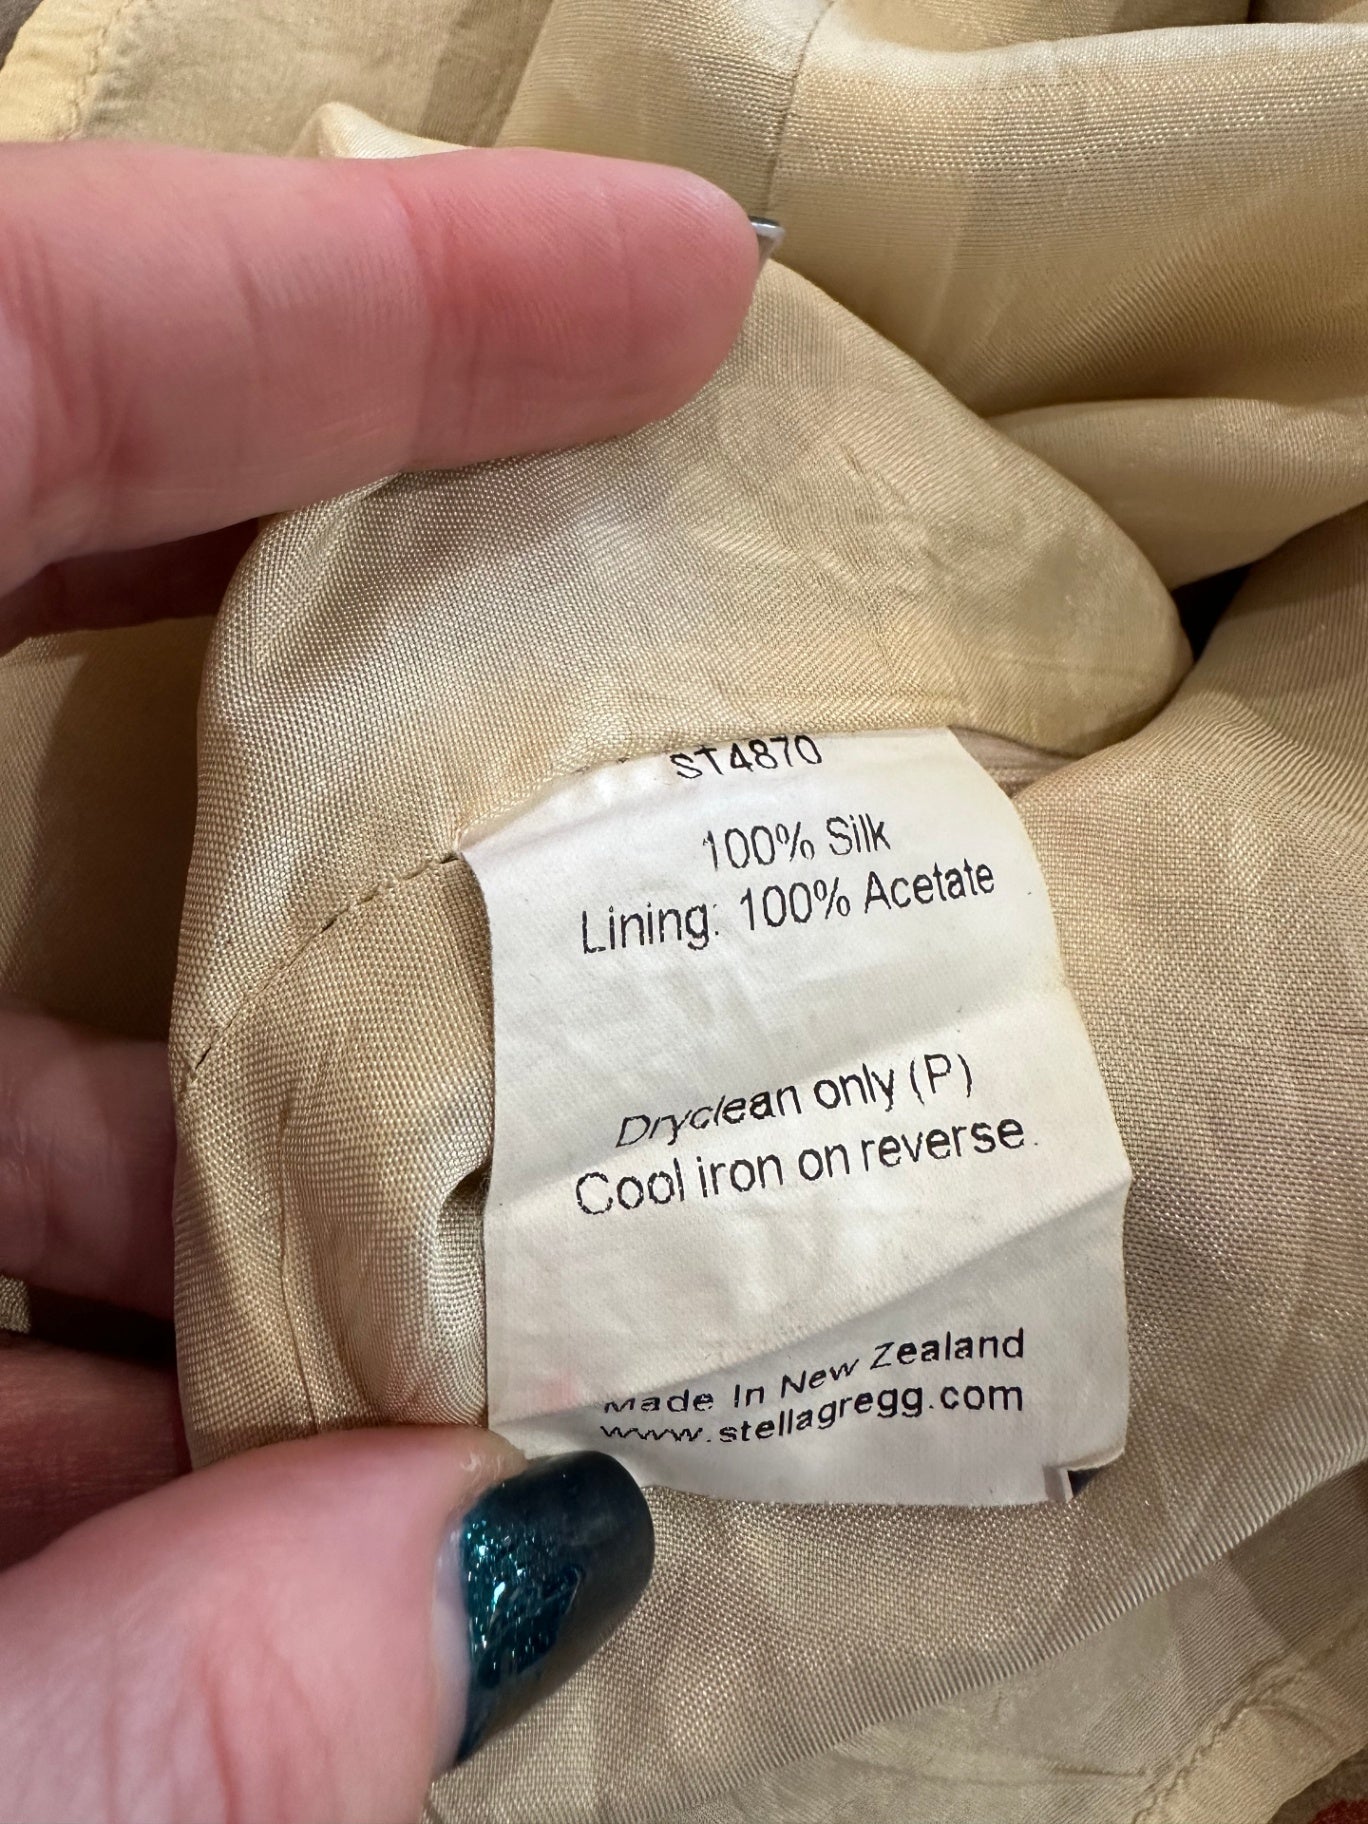 ST4870
100% Silk
Lining: 100% Acetate
Dryclean only (P)
Cool iron on reverse.
Made In New Zealand
www.stellagregg.com